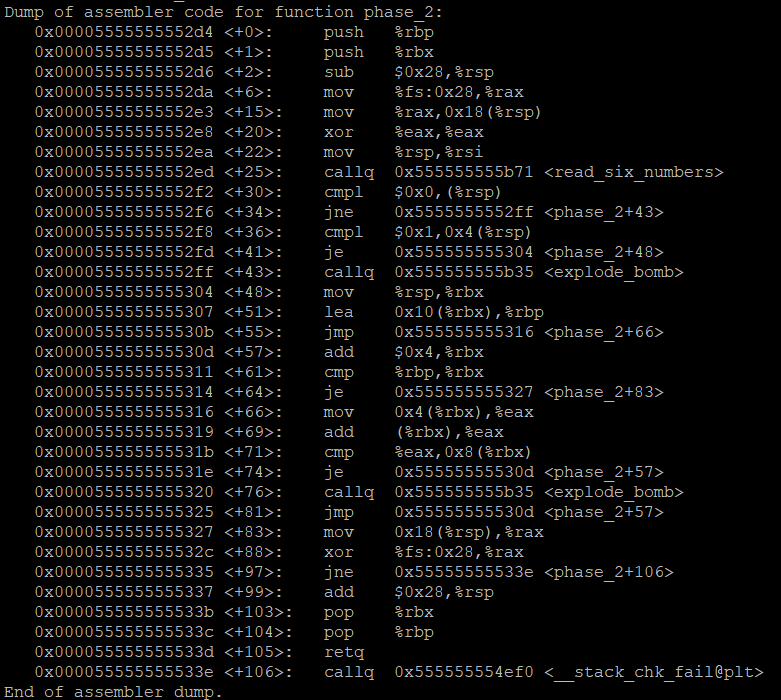 Dump of assembler code for function phase_2:
0x00005555555552d4 <+0>: push %rbp
0x00005555555552d5 <+1>: push %rbx
0x00005555555552d6 <+2>: sub $0x28,%rsp
0x00005555555552da <+6>: mov %fs:0x28,%rax
0x00005555555552e3 <+15>: mov %rax,0x18(%rsp)
0x00005555555552e8 <+20>: xor %eax,%eax
0x00005555555552ea <+22>: mov %rsp,%rsi
0x00005555555552ed <+25>: callq 0x555555555b71 <read_six_numbers>
0x00005555555552f2 <+30>: cmpl $0x0,(%rsp)
0x00005555555552f6 <+34>: jne 0x5555555552ff <phase_2+43>
0x00005555555552f8 <+36>: cmpl $0x1,0x4(%rsp)
0x00005555555552fd <+41>: je 0x555555555304 <phase_2+48>
0x00005555555552ff <+43>: callq 0x555555555b35 <explode_bomb>
0x0000555555555304 <+48>: mov %rsp,%rbx
0x0000555555555307 <+51>: lea 0x10(%rbx),%rbp
0x000055555555530b <+55>: jmp 0x555555555316 <phase_2+66>
0x000055555555530d <+57>: add $0x4,%rbx
0x0000555555555311 <+61>: cmp %rbp,%rbx
0x0000555555555314 <+64>: je 0x555555555327 <phase_2+83>
0x0000555555555316 <+66>: mov 0x4(%rbx),%eax
0x0000555555555319 <+69>: add (%rbx),%eax
0x000055555555531b <+71>: cmp %eax,0x8(%rbx)
0x000055555555531e <+74>: je 0x55555555530d <phase_2+57>
0x0000555555555320 <+76>: callq 0x555555555b35 <explode_bomb>
0x0000555555555325 <+81>: jmp 0x55555555530d <phase_2+57>
0x0000555555555327 <+83>: mov 0x18(%rsp),%rax
0x000055555555532c <+88>: xor %fs:0x28,%rax
0x0000555555555335 <+97>: jne 0x55555555533e <phase_2+106>
0x0000555555555337 <+99>: add $0x28,%rsp
0x000055555555533b <+103>: pop %rbx
0x000055555555533c <+104>: pop %rbp
0x000055555555533d <+105>: retq
0x000055555555533e <+106>: callq 0x555555554ef0 <__stack_chk_fail@plt>
End of assembler dump.